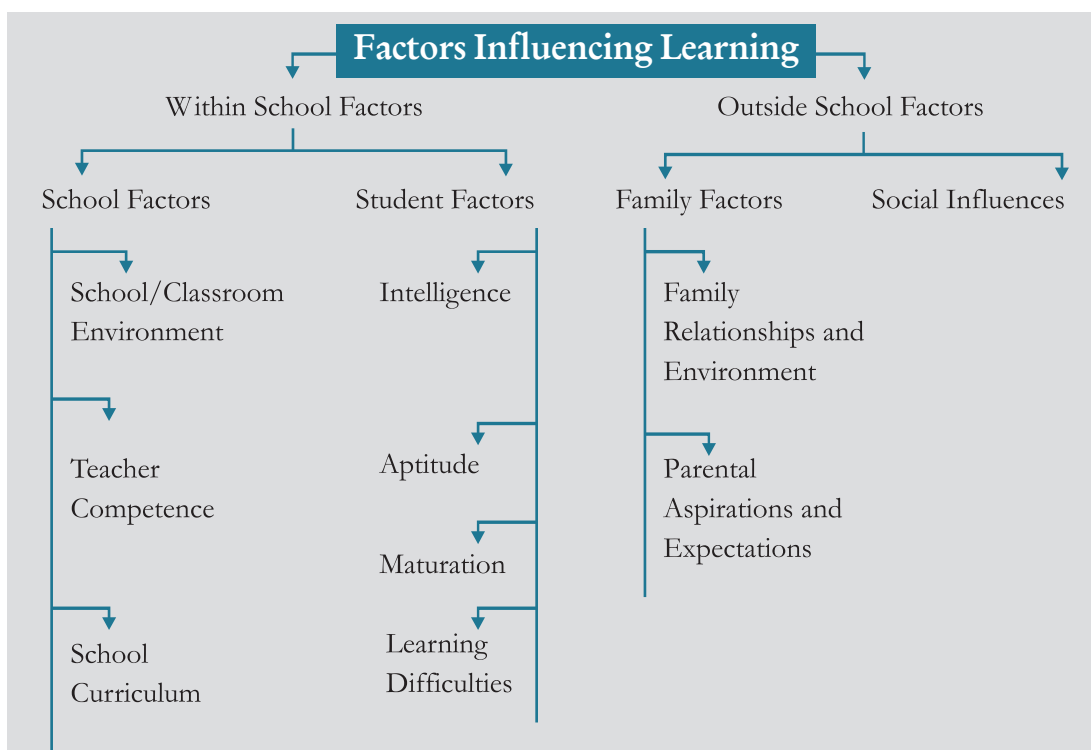 Factors Influencing Learning
Within School Factors
Outside School Factors
School Factors
Student Factors
Family Factors
Social Influences
School/Classroom
Environment
Teacher
Competence
School
Curriculum
Intelligence
Aptitude
Maturation
Learning
Difficulties
Family
Relationships and
Environment
Parental
Aspirations and
Expectations